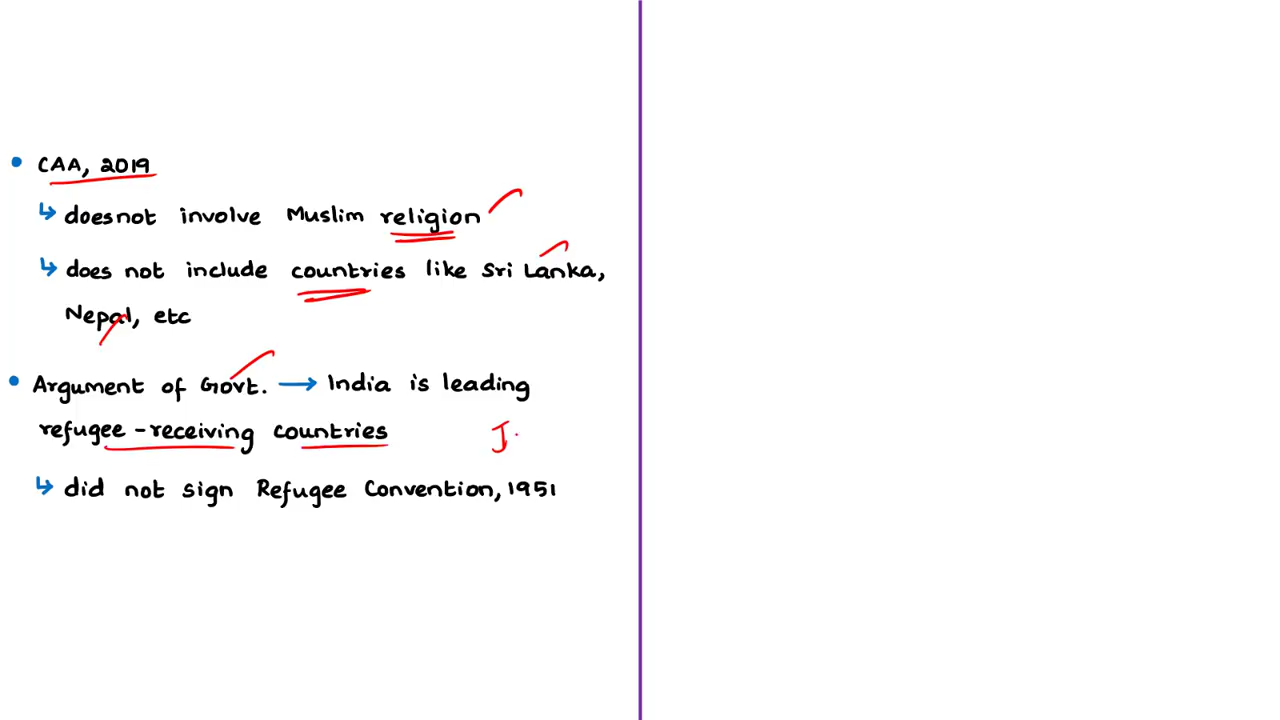 • CAA, 2019
↳ doesnot involve Muslim religion
↳ does not include countries like Sri Lanka,
Nepal, etc
• Argument of Govt. → India is leading
refugee-receiving countries
↳ did not sign Refugee Convention, 1951